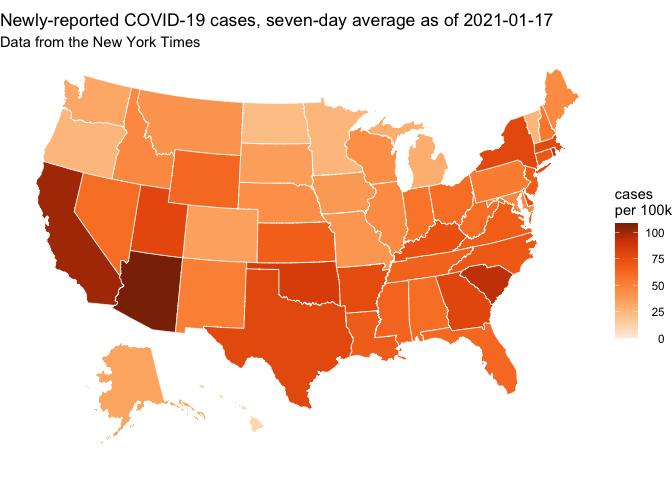 Newly-reported COVID-19 cases, seven-day average as of 2021-01-17
Data from the New York Times
cases
per 100k
100
75
50
25
0